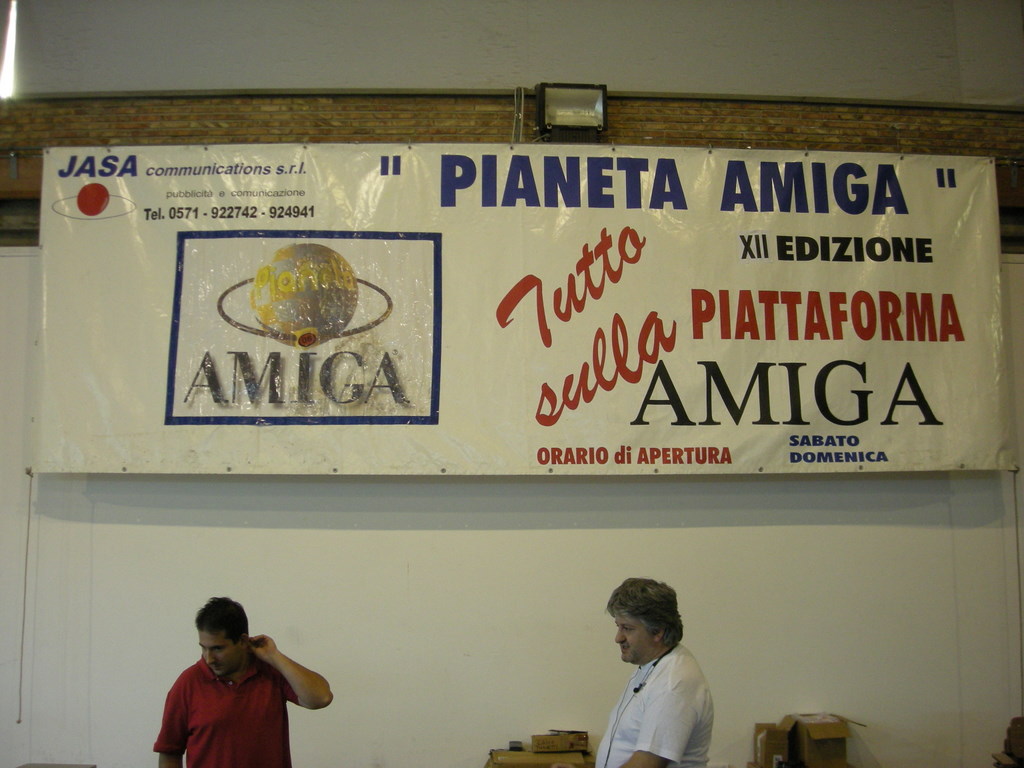 JASA communications s.r.l.
pubblicità e comunicazione
Tel. 0571 - 922742 - 924941
Pianeta
AMIGA
" PIANETA AMIGA "
XII EDIZIONE
Tutto
sulla PIATTAFORMA
AMIGA
ORARIO di APERTURA
SABATO
DOMENICA